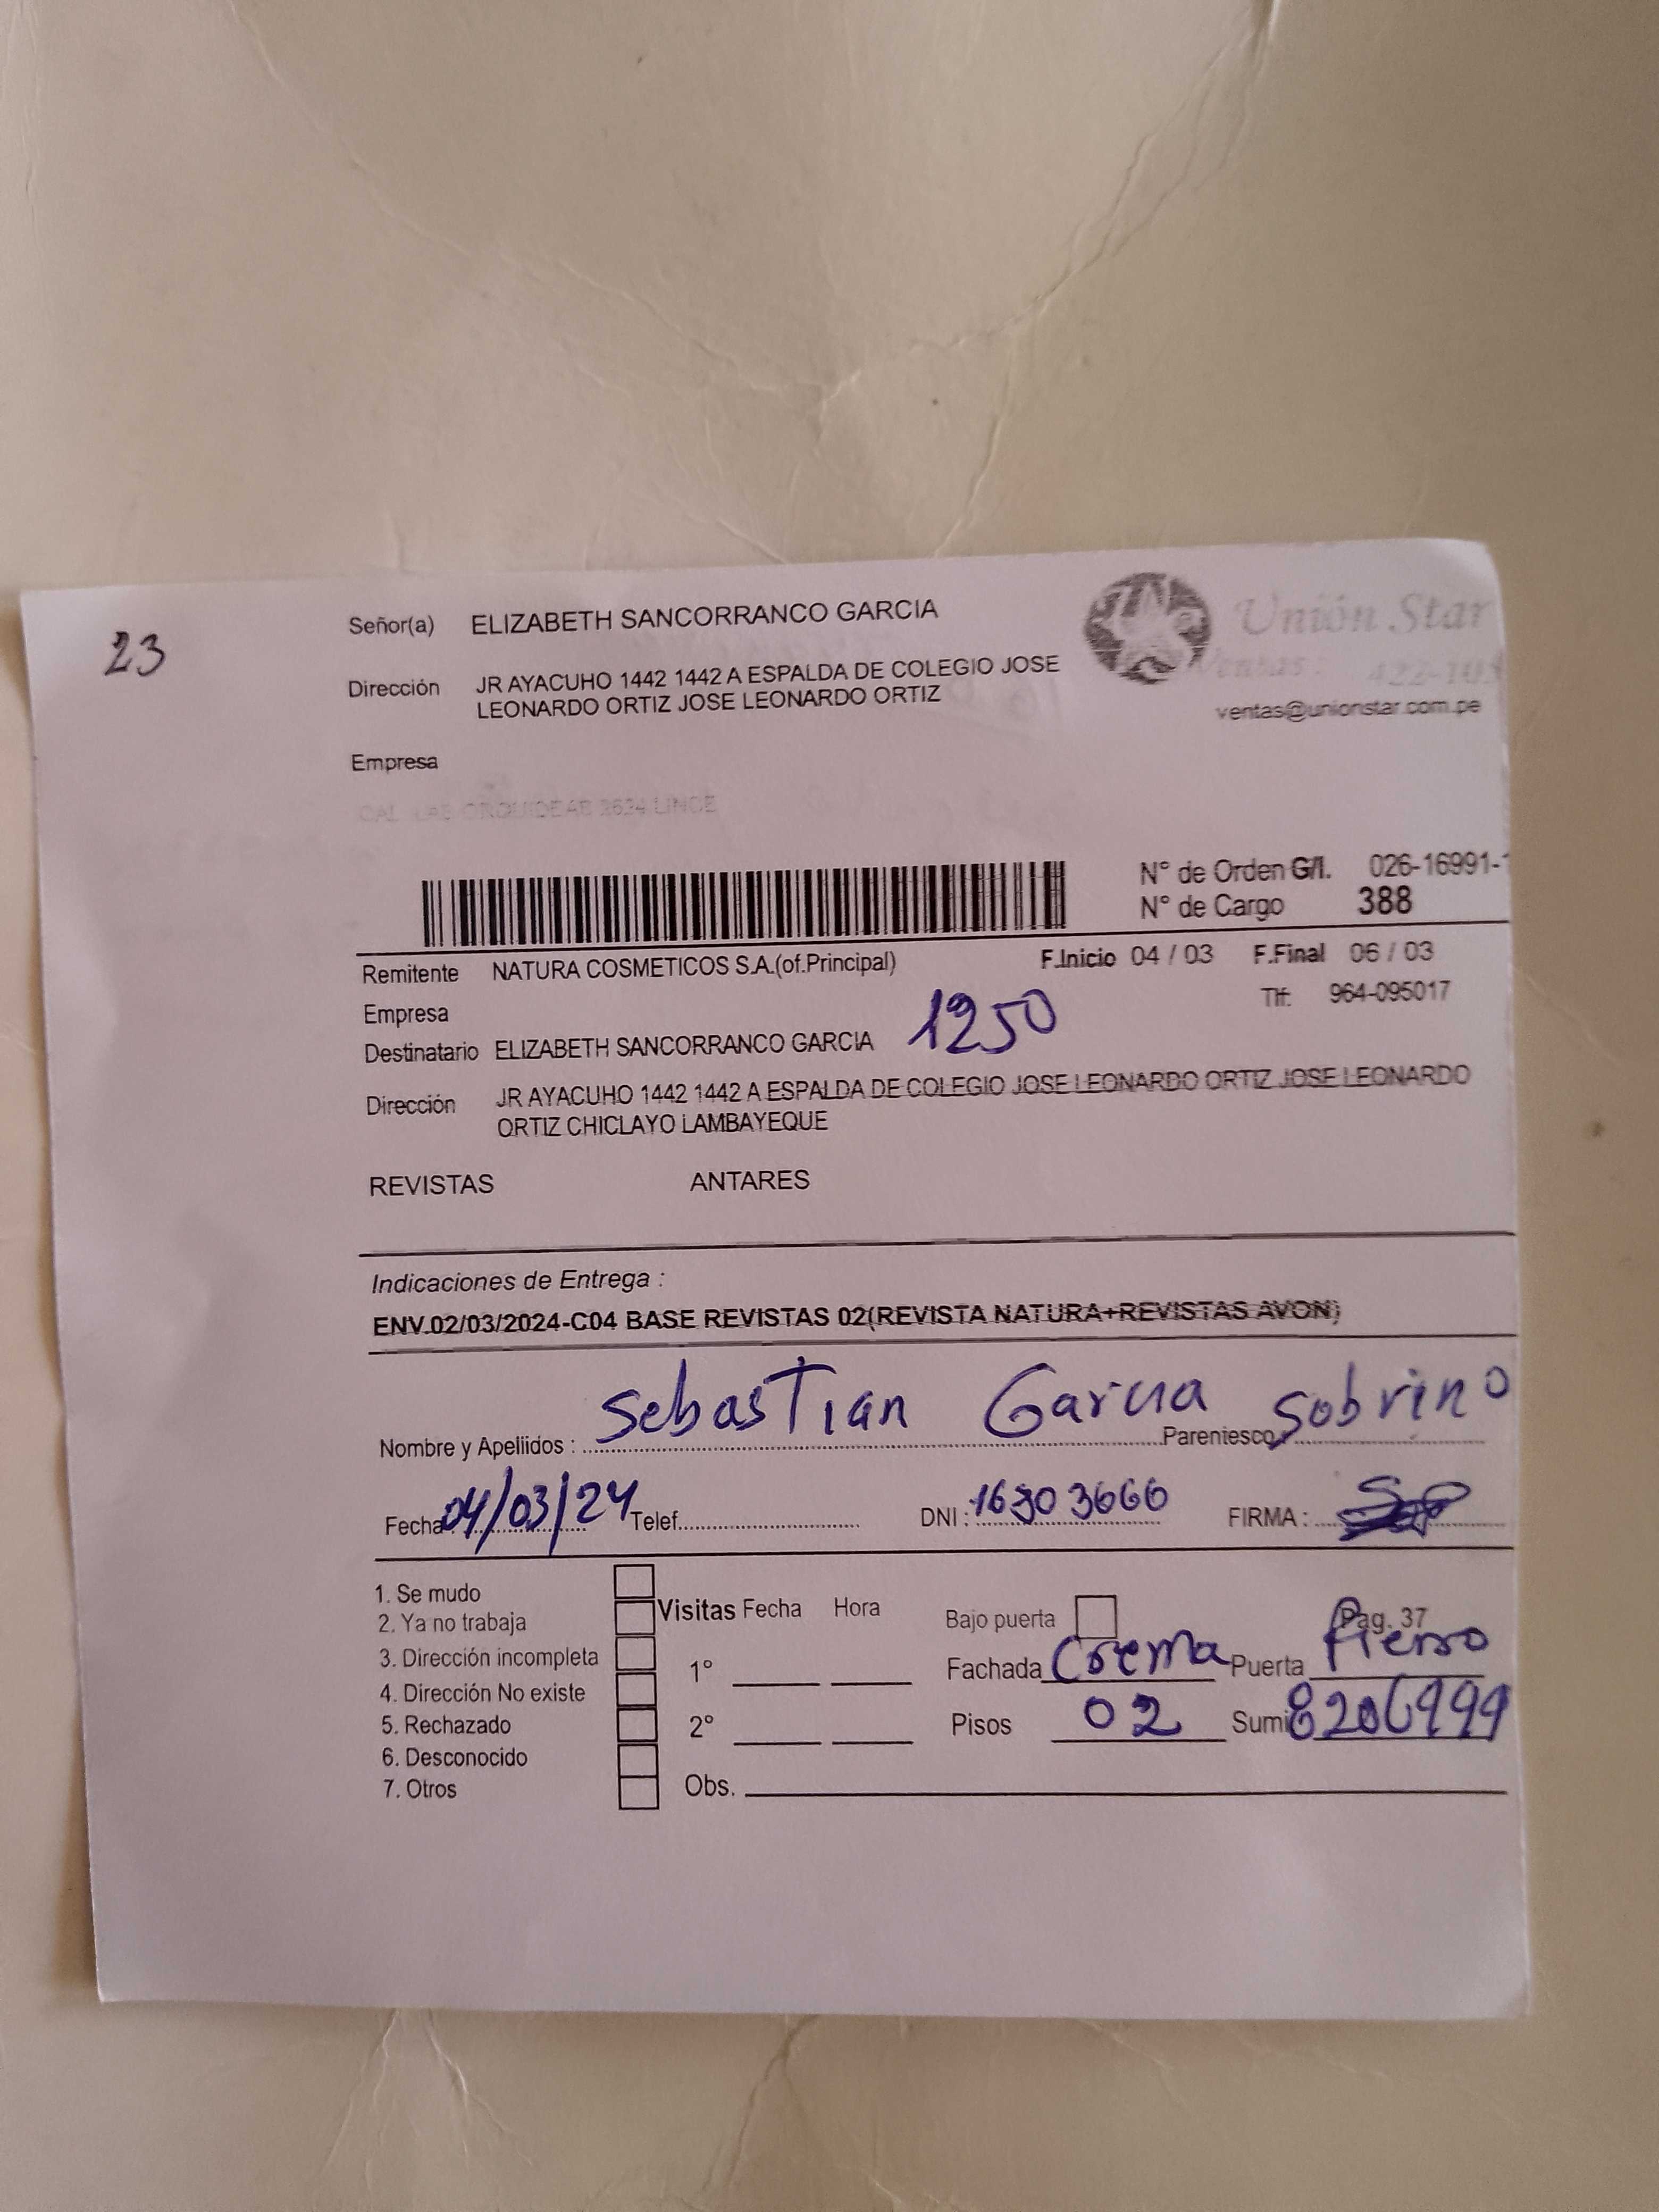 23
Señor(a) ELIZABETH SANCORRANCO GARCIA
Unión Star
Dirección JR AYACUHO 1442 1442 A ESPALDA DE COLEGIO JOSE
LEONARDO ORTIZ JOSE LEONARDO ORTIZ
Ventas :
ventas@unionstar.com.pe
Empresa
N° de Orden G/I. 026-16991-
N° de Cargo 388
Remitente NATURA COSMETICOS S.A.(of.Principal) F.Inicio 04 / 03 F.Final 06 / 03
Empresa 1250 Tlf: 964-095017
Destinatario ELIZABETH SANCORRANCO GARCIA
Dirección JR AYACUHO 1442 1442 A ESPALDA DE COLEGIO JOSE LEONARDO ORTIZ JOSE LEONARDO
ORTIZ CHICLAYO LAMBAYEQUE
REVISTAS ANTARES
Indicaciones de Entrega :
ENV.02/03/2024-C04 BASE REVISTAS 02(REVISTA NATURA+REVISTAS AVON)
Nombre y Apellidos : Sebastian Garcia Parentesco Sobrino
Fecha 04/03/24 Telef. DNI : FIRMA :
1. Se mudo
2. Ya no trabaja
3. Dirección incompleta
4. Dirección No existe
5. Rechazado
6. Desconocido
7. Otros
Visitas Fecha Hora
1°
2°
Obs.
Bajo puerta Pag. 37
Fachada Crema Puerta Fierro
Pisos 02 Sumi